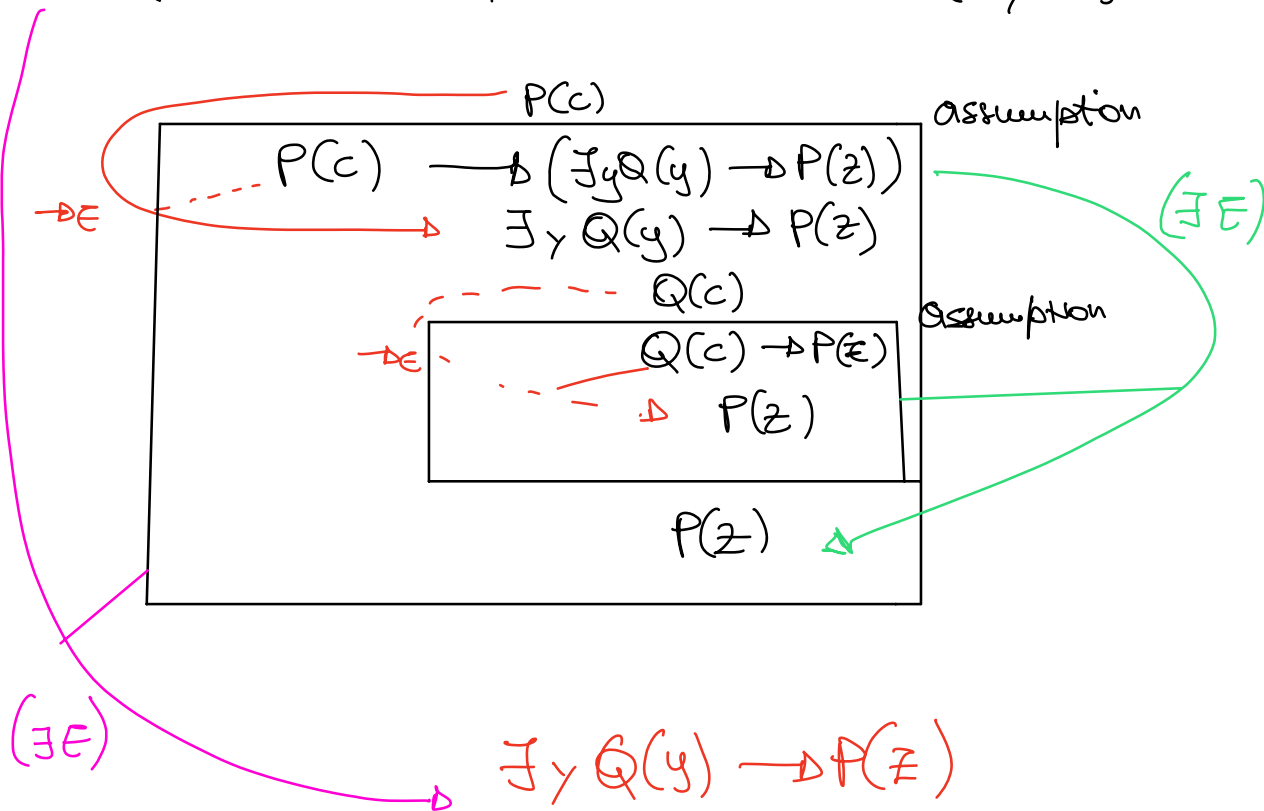 P(c)
assumption
P(c) → (∃yQ(y) → P(z))
(∃E)
→E
∃y Q(y) → P(z)
Q(c)
assumption
→E
Q(c) → P(z)
P(z)
P(z)
(∃E)
∃y Q(y) → P(z)